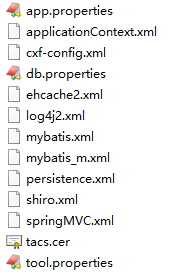 app.properties
applicationContext.xml
cxf-config.xml
db.properties
ehcache2.xml
log4j2.xml
mybatis.xml
mybatis_m.xml
persistence.xml
shiro.xml
springMVC.xml
tacs.cer
tool.properties